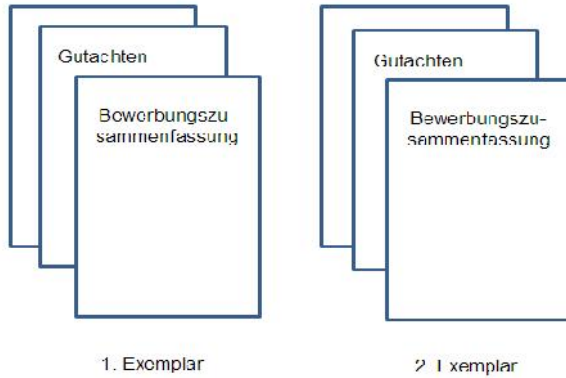 Gutachten
Bewerbungszu
sammenfassung
1. Exemplar
Gutachten
Bewerbungszu-
sammenfassung
2. Exemplar